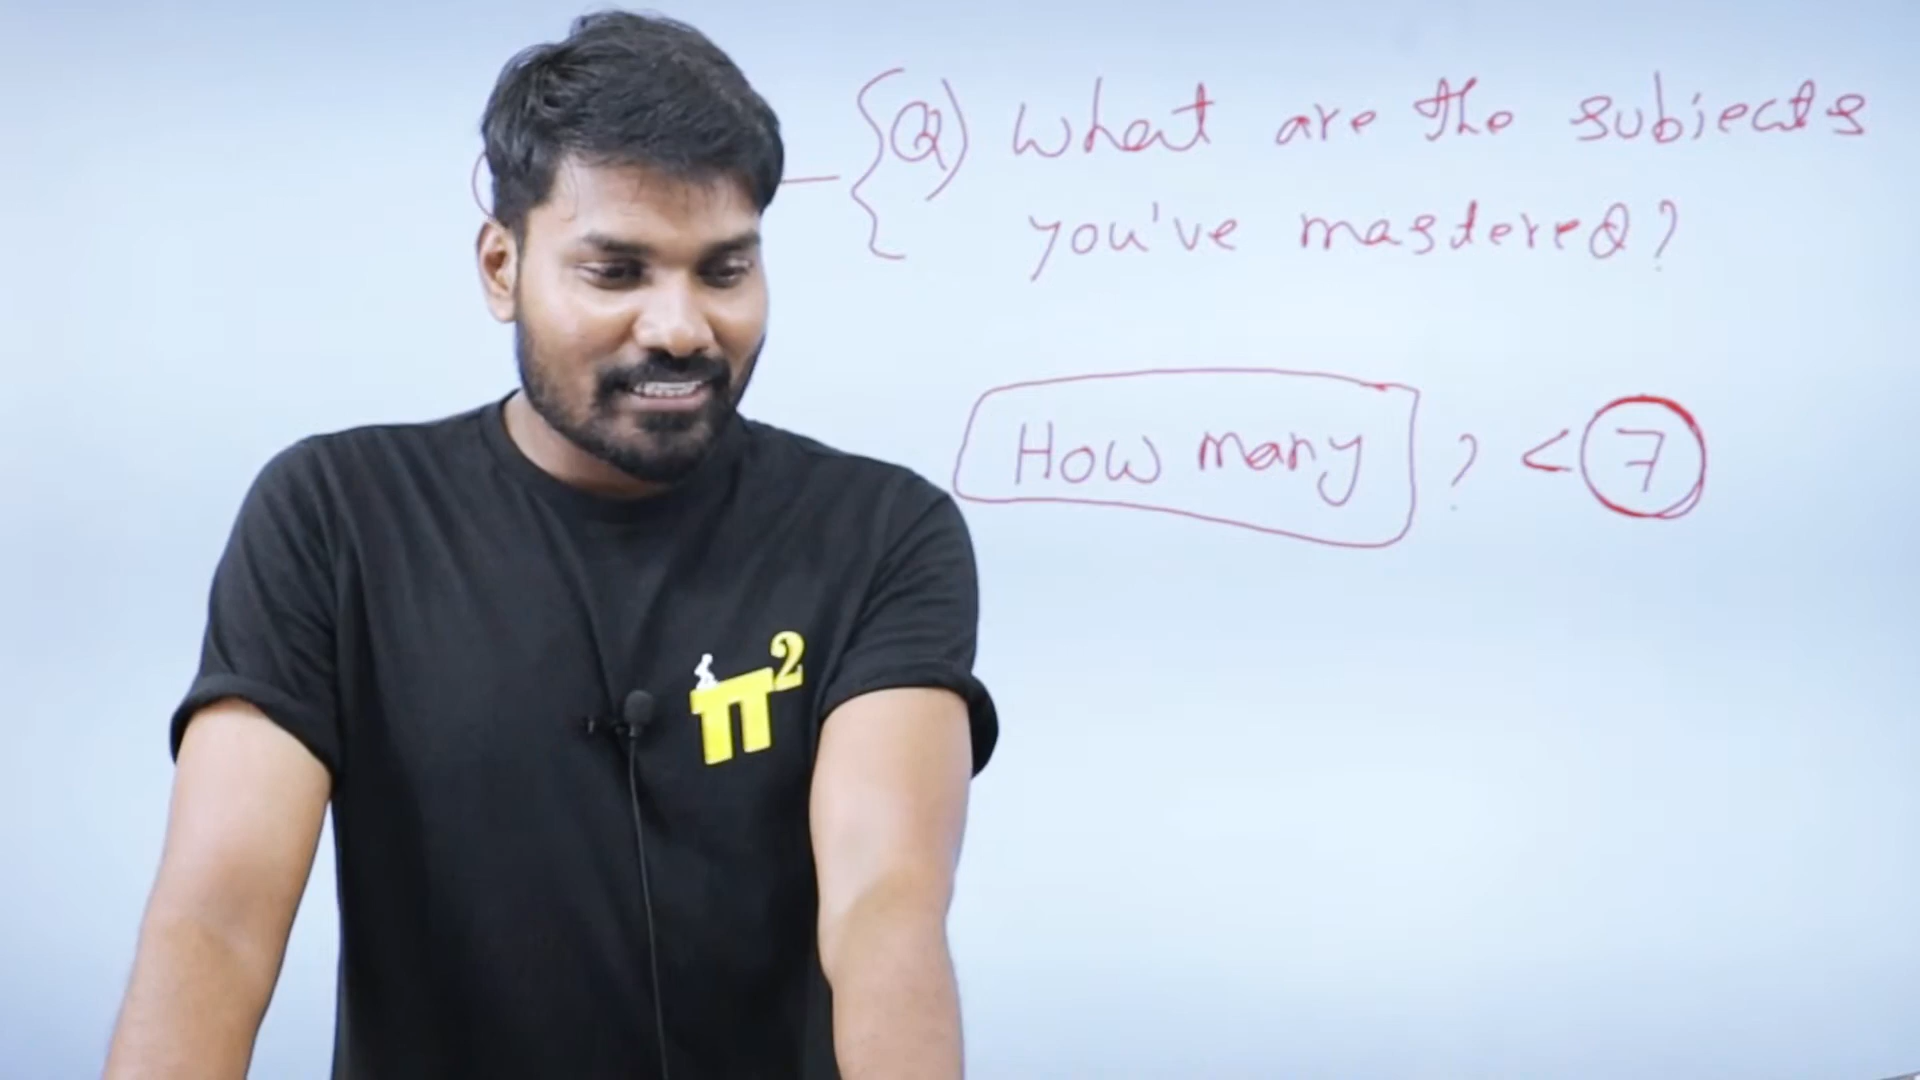 Q) What are the subjects
you've mastered?
How many ? < 7
π²